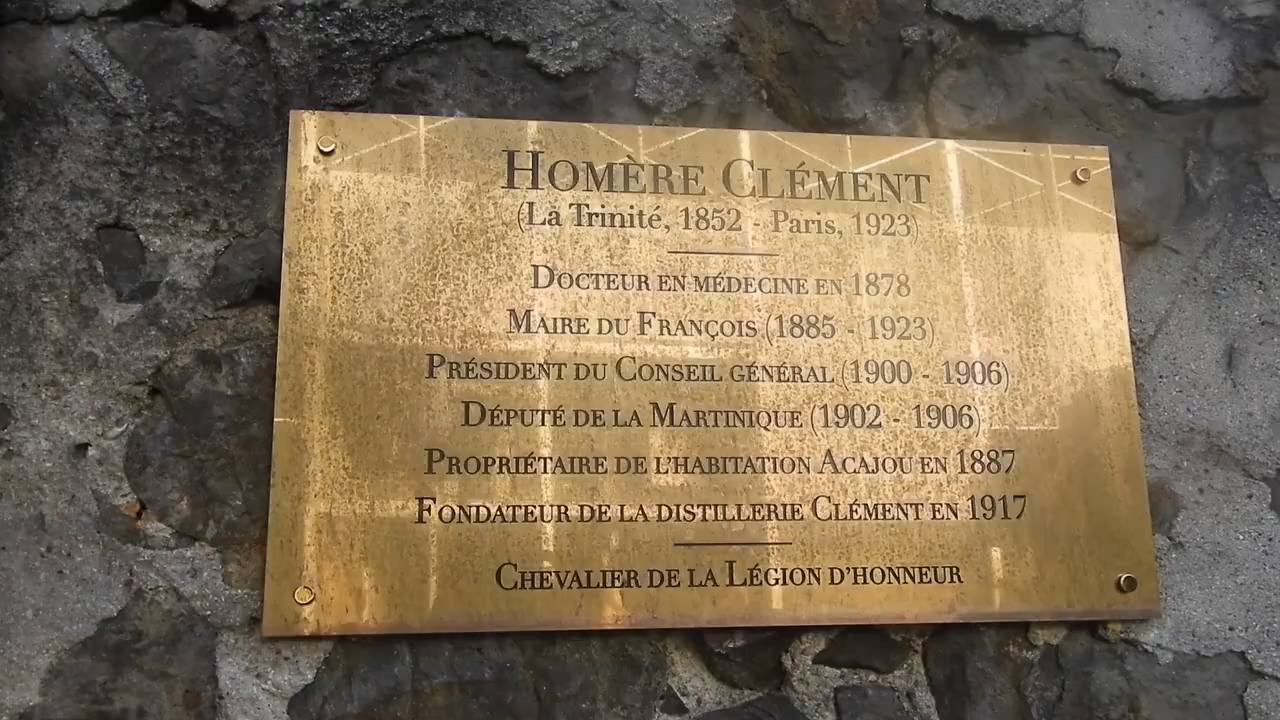 HOMÈRE CLÉMENT
(La Trinité, 1852 - Paris, 1923)
DOCTEUR EN MÉDECINE EN 1878
MAIRE DU FRANÇOIS (1885 - 1923)
PRÉSIDENT DU CONSEIL GÉNÉRAL (1900 - 1906)
DÉPUTÉ DE LA MARTINIQUE (1902 - 1906)
PROPRIÉTAIRE DE L'HABITATION ACAJOU EN 1887
FONDATEUR DE LA DISTILLERIE CLÉMENT EN 1917
CHEVALIER DE LA LÉGION D'HONNEUR